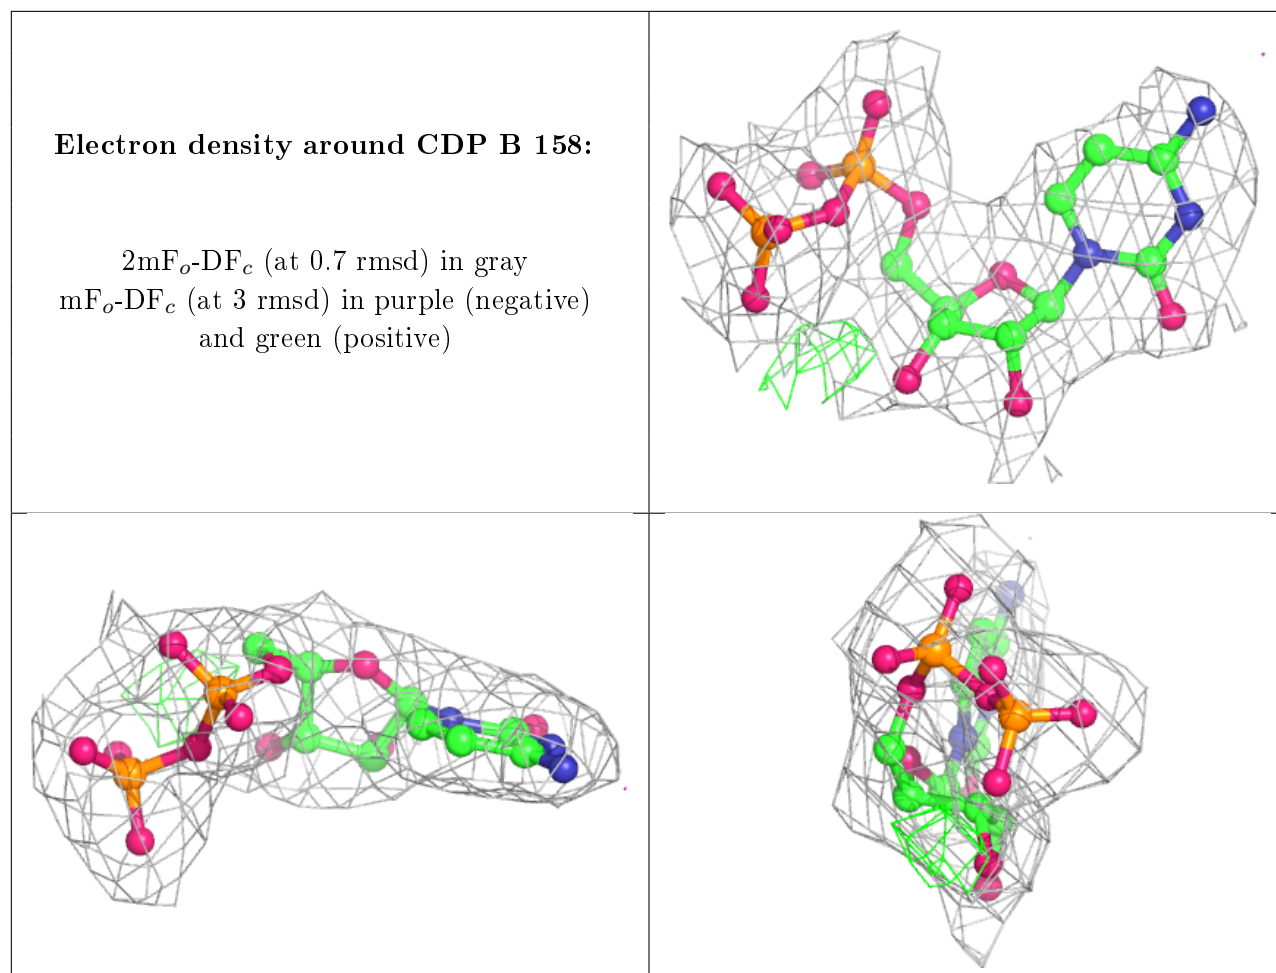 Electron density around CDP B 158:
2mFo-DFc (at 0.7 rmsd) in gray
mFo-DFc (at 3 rmsd) in purple (negative)
and green (positive)